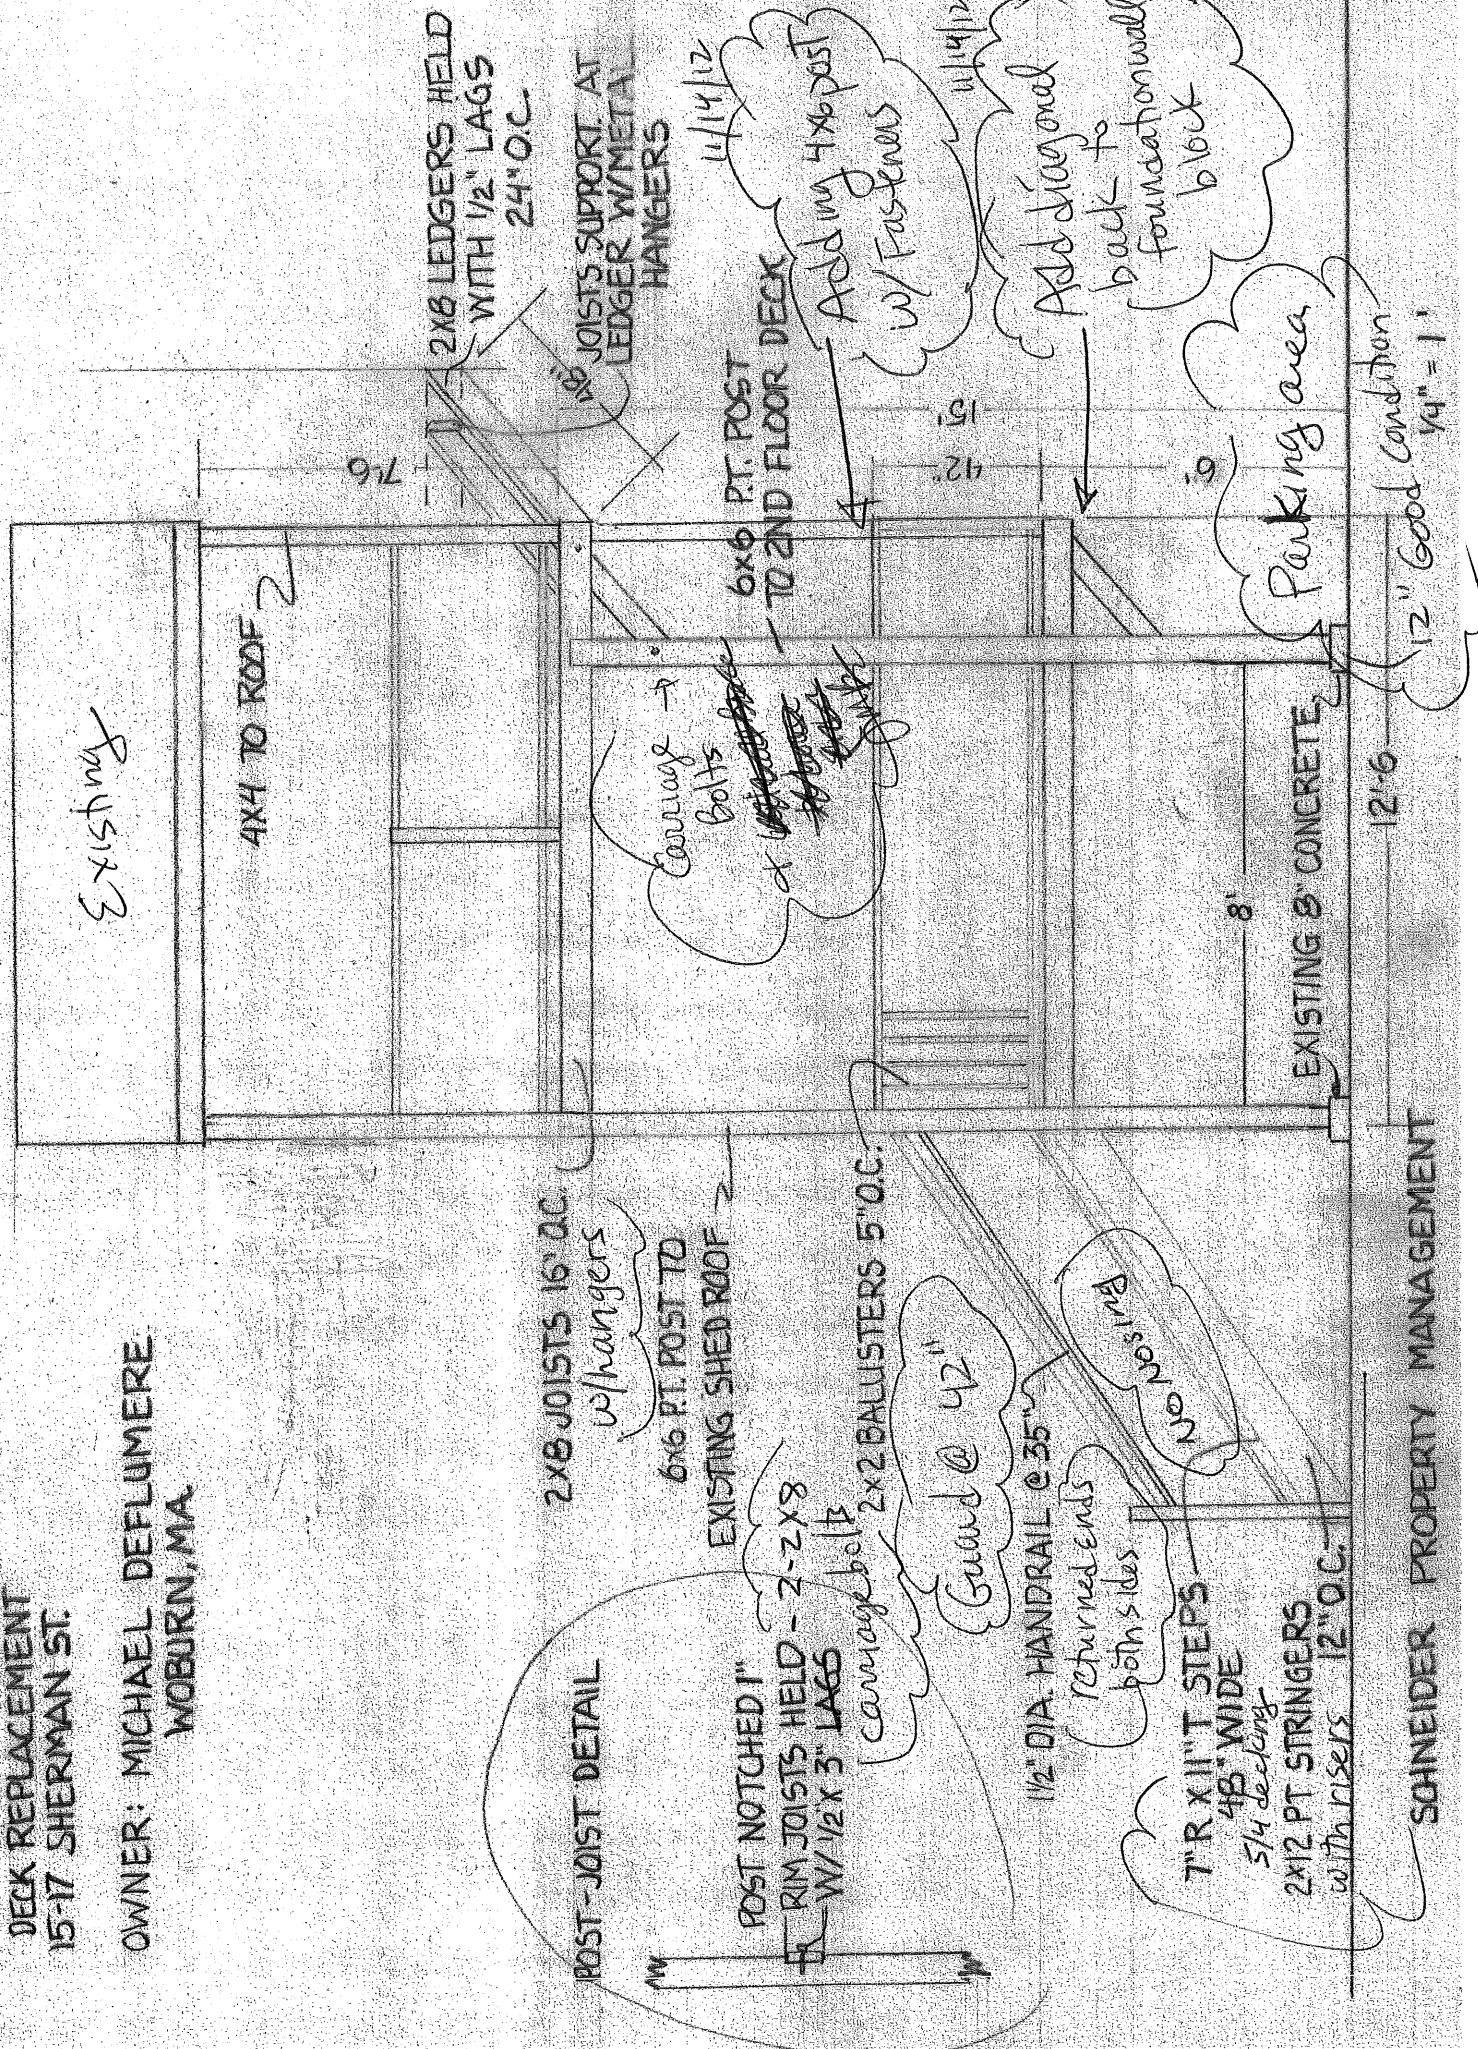 DECK REPLACEMENT
15-17 SHERMAN ST.
OWNER: MICHAEL DEFLUMERE
WOBURN, MA.
Existing
4X4 TO ROOF
7'6
2X8 LEDGERS HELD
WITH 1/2" LAGS
24" O.C.
JOISTS SUPPORT AT
LEDGER W/METAL
HANGERS
2X8 JOISTS 16" O.C.
w/hangers
6x6 P.T. POST TO
EXISTING SHED ROOF
POST-JOIST DETAIL
POST NOTCHED 1"
RIM JOISTS HELD - 2-2X8
W/ 1/2 X 3" LAGS
carriage bolts
Carriage
Bolts
6x6 P.T. POST
TO 2ND FLOOR DECK
11/14/12
Adding 4x6 post
w/ Fasteners
11/14/12
Add diagonal
back to
foundation wall
block
15'
42"
6'
2x2 BALLUSTERS 5" O.C.
Guard @ 42"
1 1/2" DIA. HANDRAIL @ 35"
returned ends
both sides
NO NOSING
7" R X 11" T STEPS
48" WIDE
5/4 decking
2X12 PT STRINGERS
12" O.C.
with risers
8'
EXISTING 8' CONCRETE
Parking area
12" Good condition
12'6
1/4" = 1'
SCHNEIDER PROPERTY MANAGEMENT